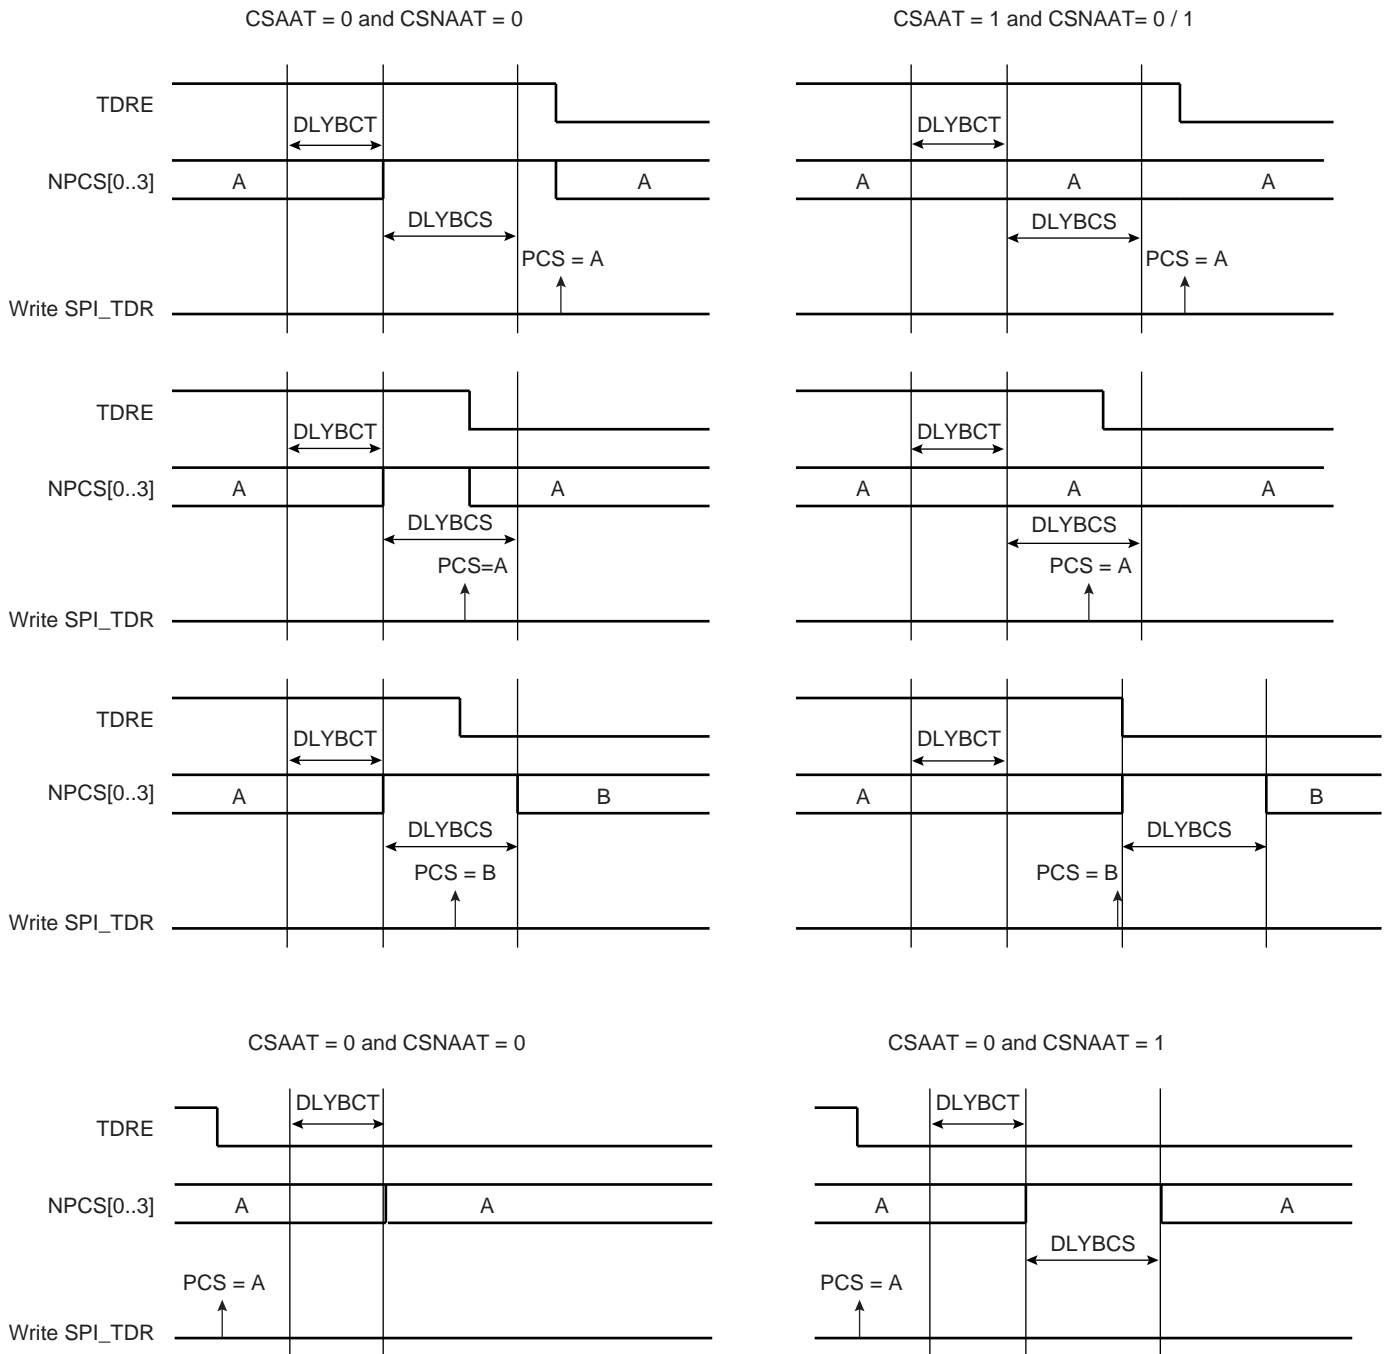 CSAAT = 0 and CSNAAT = 0
CSAAT = 1 and CSNAAT= 0 / 1
TDRE
DLYBCT
DLYBCT
NPCS[0..3]
A
A
A
A
A
DLYBCS
DLYBCS
PCS = A
PCS = A
Write SPI_TDR
TDRE
DLYBCT
DLYBCT
NPCS[0..3]
A
A
A
A
A
DLYBCS
DLYBCS
PCS=A
PCS = A
Write SPI_TDR
TDRE
DLYBCT
DLYBCT
NPCS[0..3]
A
B
A
B
DLYBCS
DLYBCS
PCS = B
PCS = B
Write SPI_TDR
CSAAT = 0 and CSNAAT = 0
CSAAT = 0 and CSNAAT = 1
DLYBCT
DLYBCT
TDRE
NPCS[0..3]
A
A
A
A
DLYBCS
PCS = A
PCS = A
Write SPI_TDR